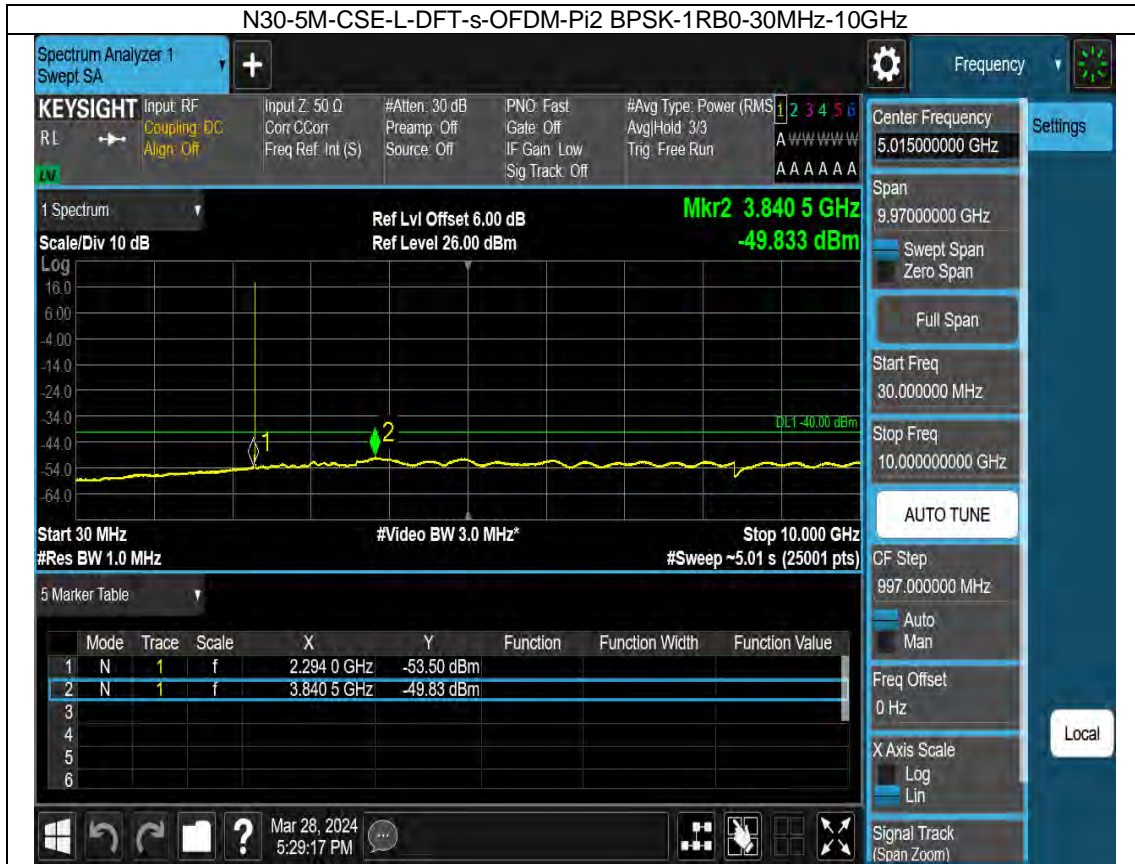 N30-5M-CSE-L-DFT-s-OFDM-Pi2 BPSK-1RB0-30MHz-10GHz
Spectrum Analyzer 1
Swept SA
+
Frequency
KEYSIGHT
RL
Input: RF
Coupling: DC
Align: Off
Input Z: 50 Ω
Corr CCorr
Freq Ref: Int (S)
#Atten: 30 dB
Preamp: Off
Source: Off
PNO: Fast
Gate: Off
IF Gain: Low
Sig Track: Off
#Avg Type: Power (RMS
Avg|Hold: 3/3
Trig: Free Run
1 2 3 4 5 6
A W W W W W
A A A A A A
1 Spectrum
Scale/Div 10 dB
Log
Ref Lvl Offset 6.00 dB
Ref Level 26.00 dBm
Mkr2 3.840 5 GHz
-49.833 dBm
16.0
6.00
-4.00
-14.0
-24.0
-34.0
-44.0
-54.0
-64.0
1
2
DL1 -40.00 dBm
Start 30 MHz
#Res BW 1.0 MHz
#Video BW 3.0 MHz*
Stop 10.000 GHz
#Sweep ~5.01 s (25001 pts)
5 Marker Table
Mode Trace Scale X Y Function Function Width Function Value
1 N 1 f 2.294 0 GHz -53.50 dBm
2 N 1 f 3.840 5 GHz -49.83 dBm
3
4
5
6
Mar 28, 2024
5:29:17 PM
Center Frequency
5.015000000 GHz
Settings
Span
9.97000000 GHz
Swept Span
Zero Span
Full Span
Start Freq
30.000000 MHz
Stop Freq
10.000000000 GHz
AUTO TUNE
CF Step
997.000000 MHz
Auto
Man
Freq Offset
0 Hz
X Axis Scale
Log
Lin
Signal Track
(Span Zoom)
Local